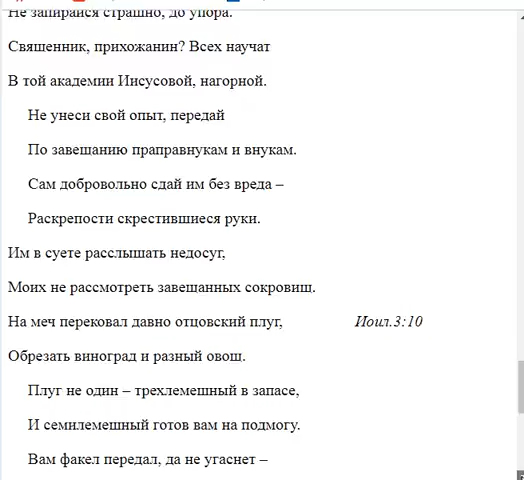 Не запирайся страшно, до упора.
Священник, прихожанин? Всех научат
В той академии Иисусовой, нагорной.
Не унеси свой опыт, передай
По завещанию праправнукам и внукам.
Сам добровольно сдай им без вреда –
Раскрепости скрестившиеся руки.
Им в суете расслышать недосуг,
Моих не рассмотреть завещанных сокровищ.
На меч перековал давно отцовский плуг, Иоил.3:10
Обрезать виноград и разный овощ.
Плуг не один – трехлемешный в запасе,
И семилемешный готов вам на подмогу.
Вам факел передал, да не угаснет –